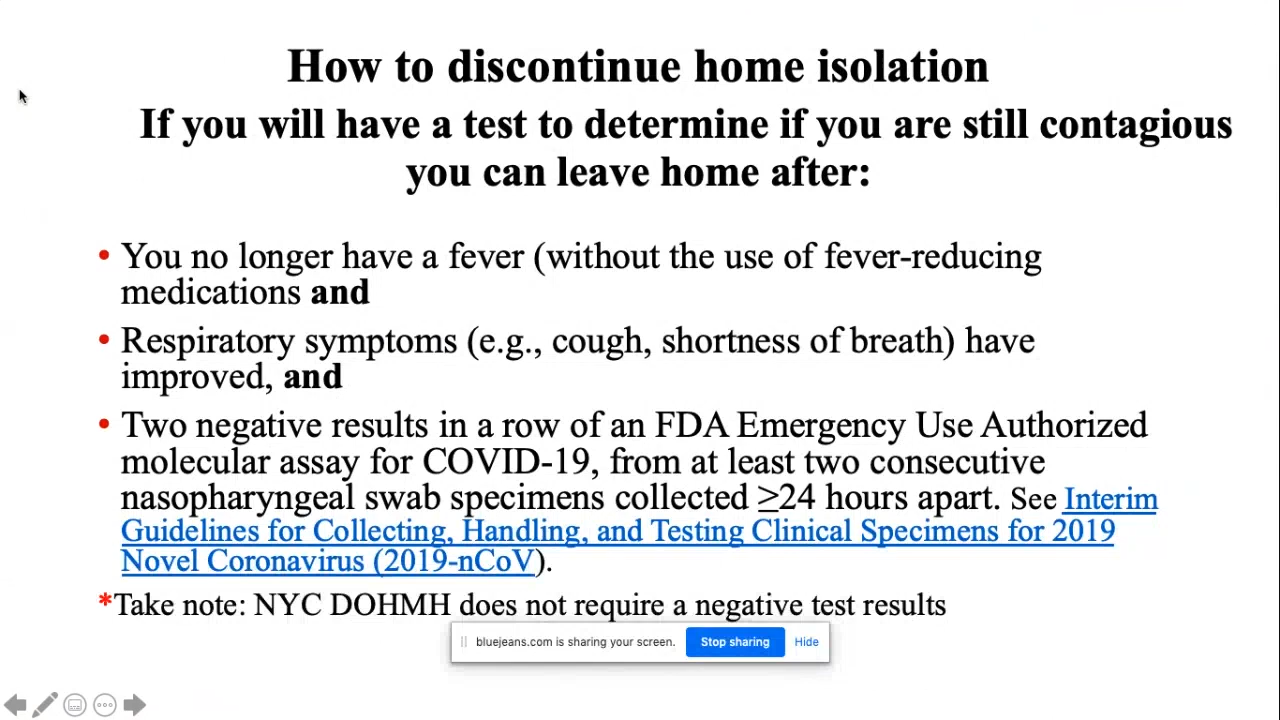 How to discontinue home isolation
If you will have a test to determine if you are still contagious
you can leave home after:
• You no longer have a fever (without the use of fever-reducing
medications and
• Respiratory symptoms (e.g., cough, shortness of breath) have
improved, and
• Two negative results in a row of an FDA Emergency Use Authorized
molecular assay for COVID-19, from at least two consecutive
nasopharyngeal swab specimens collected ≥24 hours apart. See Interim
Guidelines for Collecting, Handling, and Testing Clinical Specimens for 2019
Novel Coronavirus (2019-nCoV).
*Take note: NYC DOHMH does not require a negative test results
bluejeans.com is sharing your screen. Stop sharing Hide